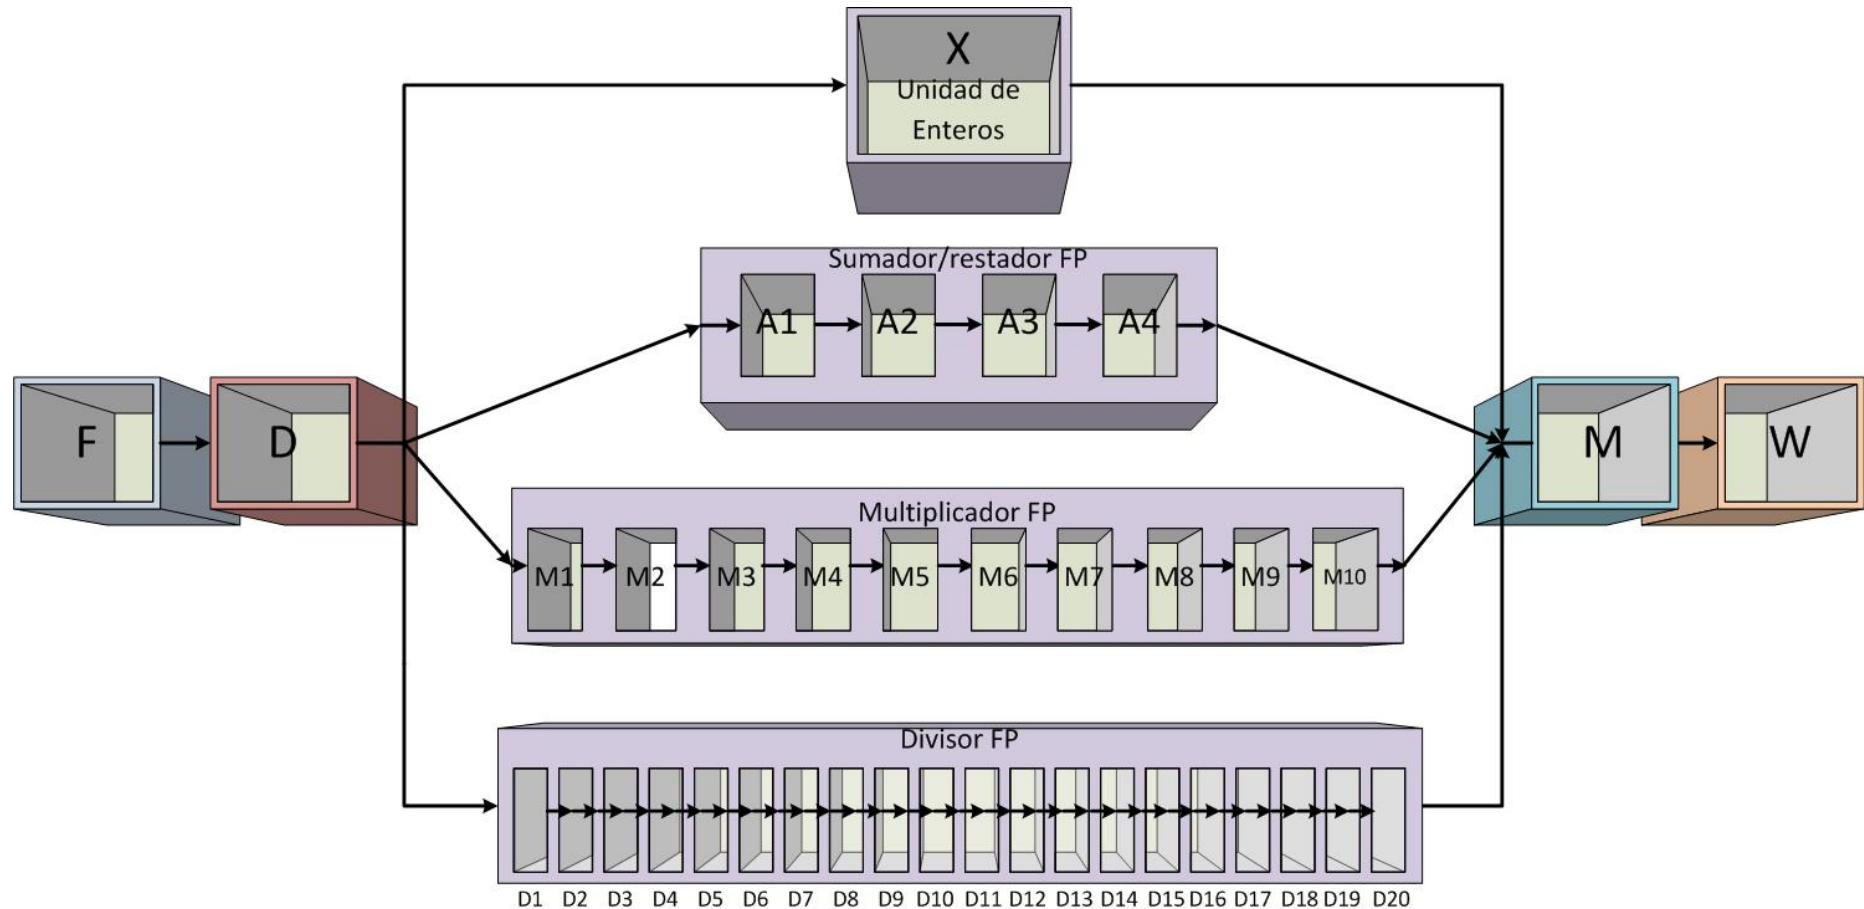 X
Unidad de
Enteros
Sumador/restador FP
A1 A2 A3 A4
F D M W
Multiplicador FP
M1 M2 M3 M4 M5 M6 M7 M8 M9 M10
Divisor FP
D1 D2 D3 D4 D5 D6 D7 D8 D9 D10 D11 D12 D13 D14 D15 D16 D17 D18 D19 D20